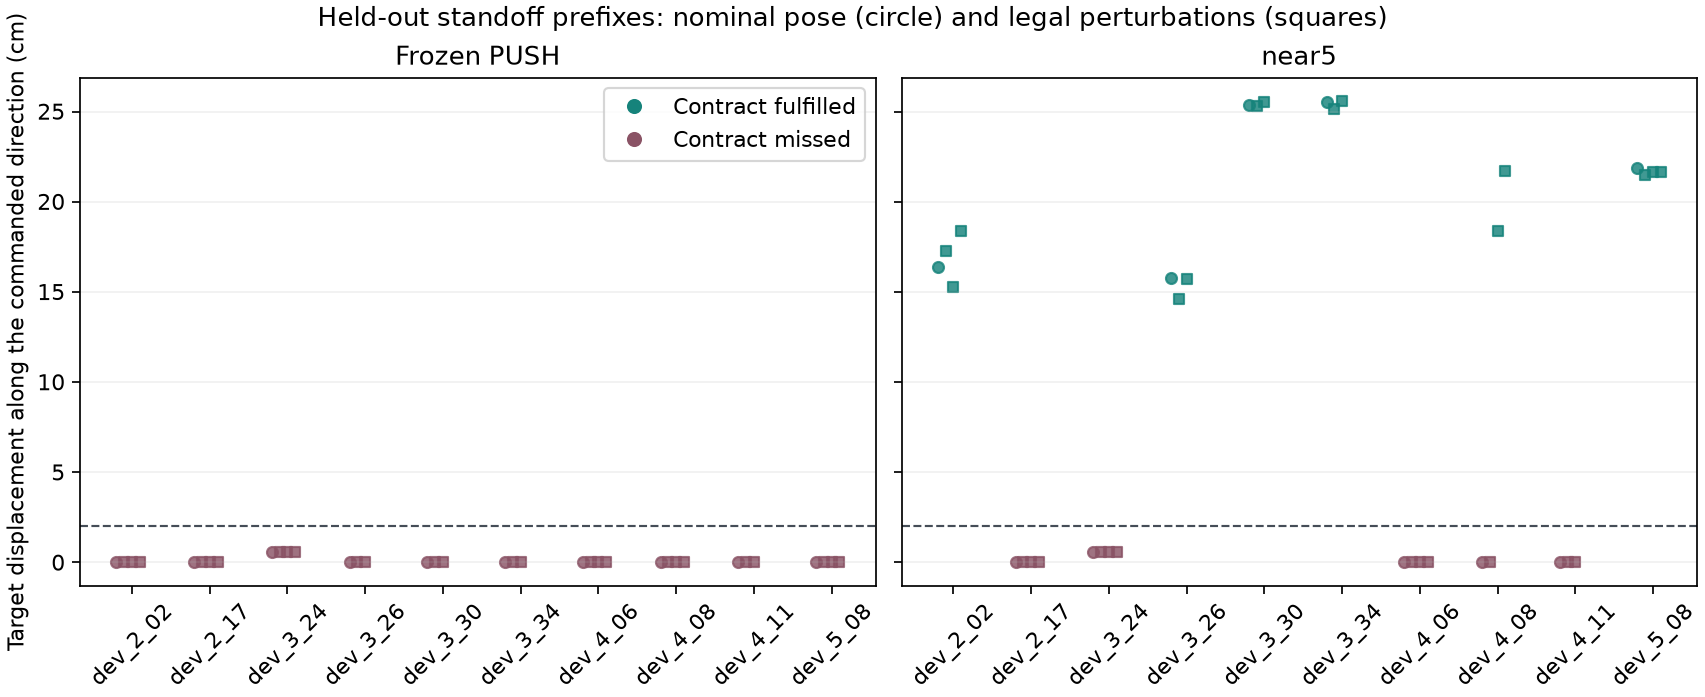 Held-out standoff prefixes: nominal pose (circle) and legal perturbations (squares)
Frozen PUSH
near5
Target displacement along the commanded direction (cm)
25
20
15
10
5
0
Contract fulfilled
Contract missed
dev_2_02
dev_2_17
dev_3_24
dev_3_26
dev_3_30
dev_3_34
dev_4_06
dev_4_08
dev_4_11
dev_5_08
dev_2_02
dev_2_17
dev_3_24
dev_3_26
dev_3_30
dev_3_34
dev_4_06
dev_4_08
dev_4_11
dev_5_08